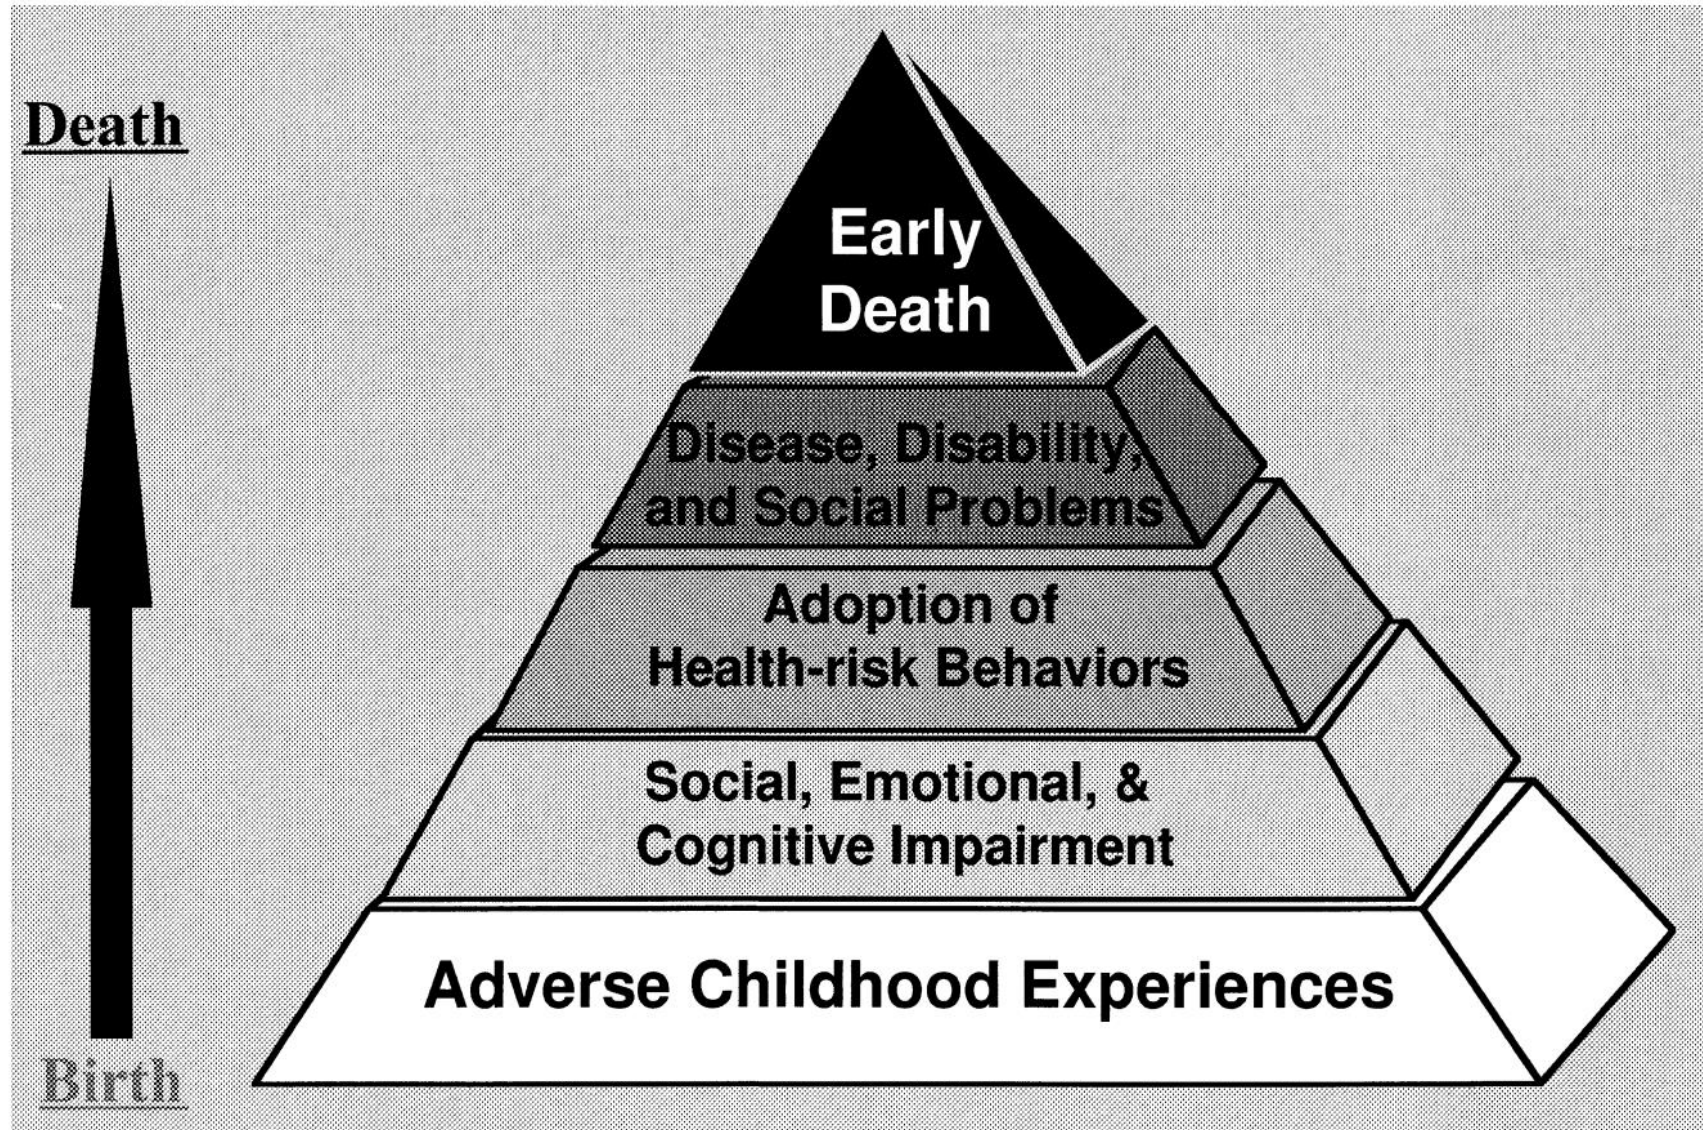 Death
Early
Death
Disease, Disability,
and Social Problems
Adoption of
Health-risk Behaviors
Social, Emotional, &
Cognitive Impairment
Adverse Childhood Experiences
Birth